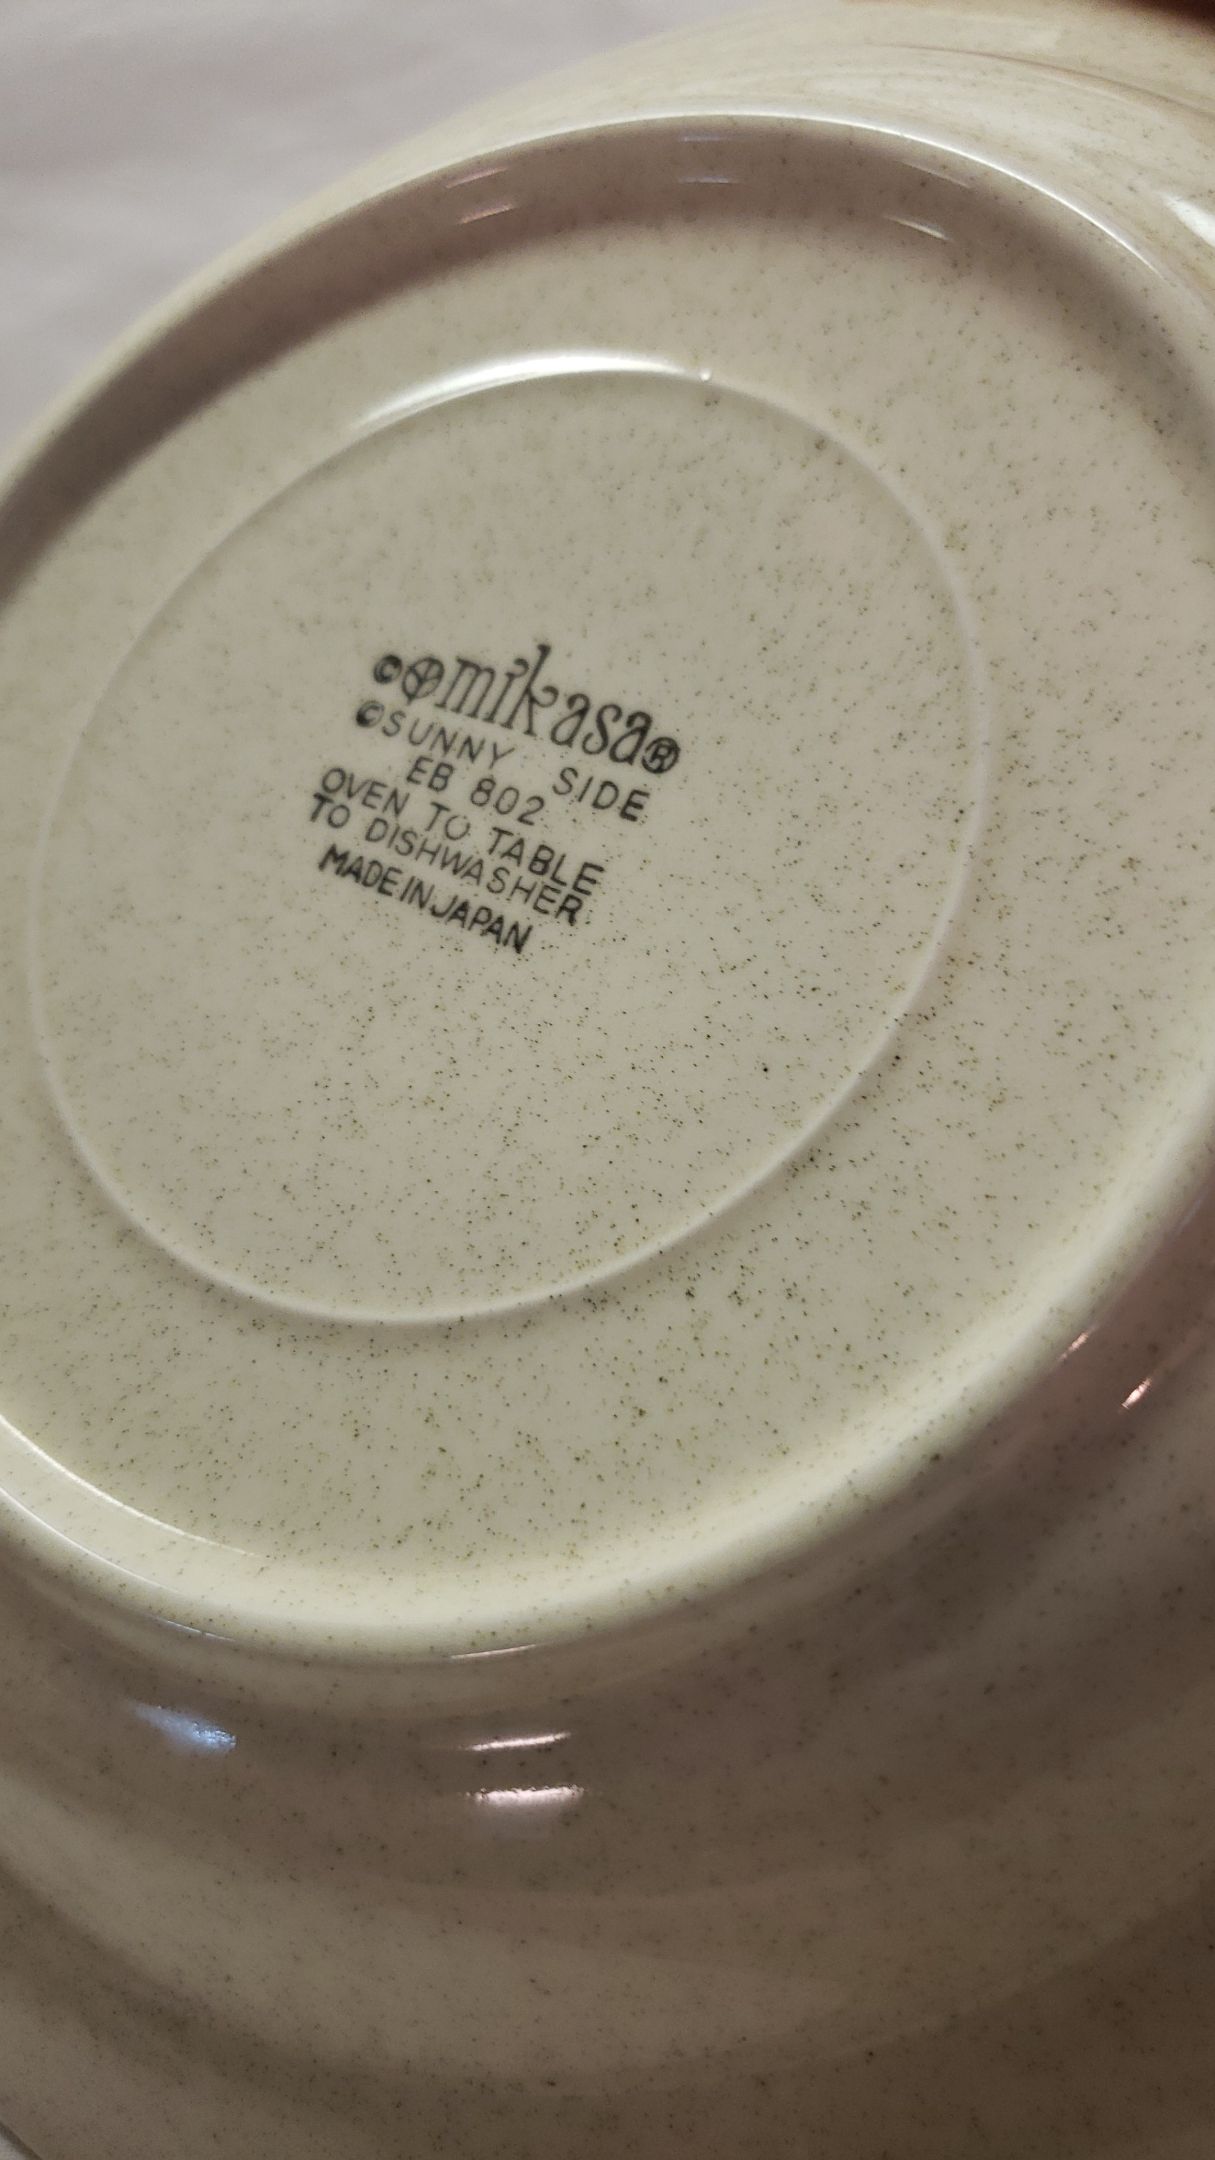 © mikasa®
© SUNNY SIDE
EB 802
OVEN TO TABLE
TO DISHWASHER
MADE IN JAPAN